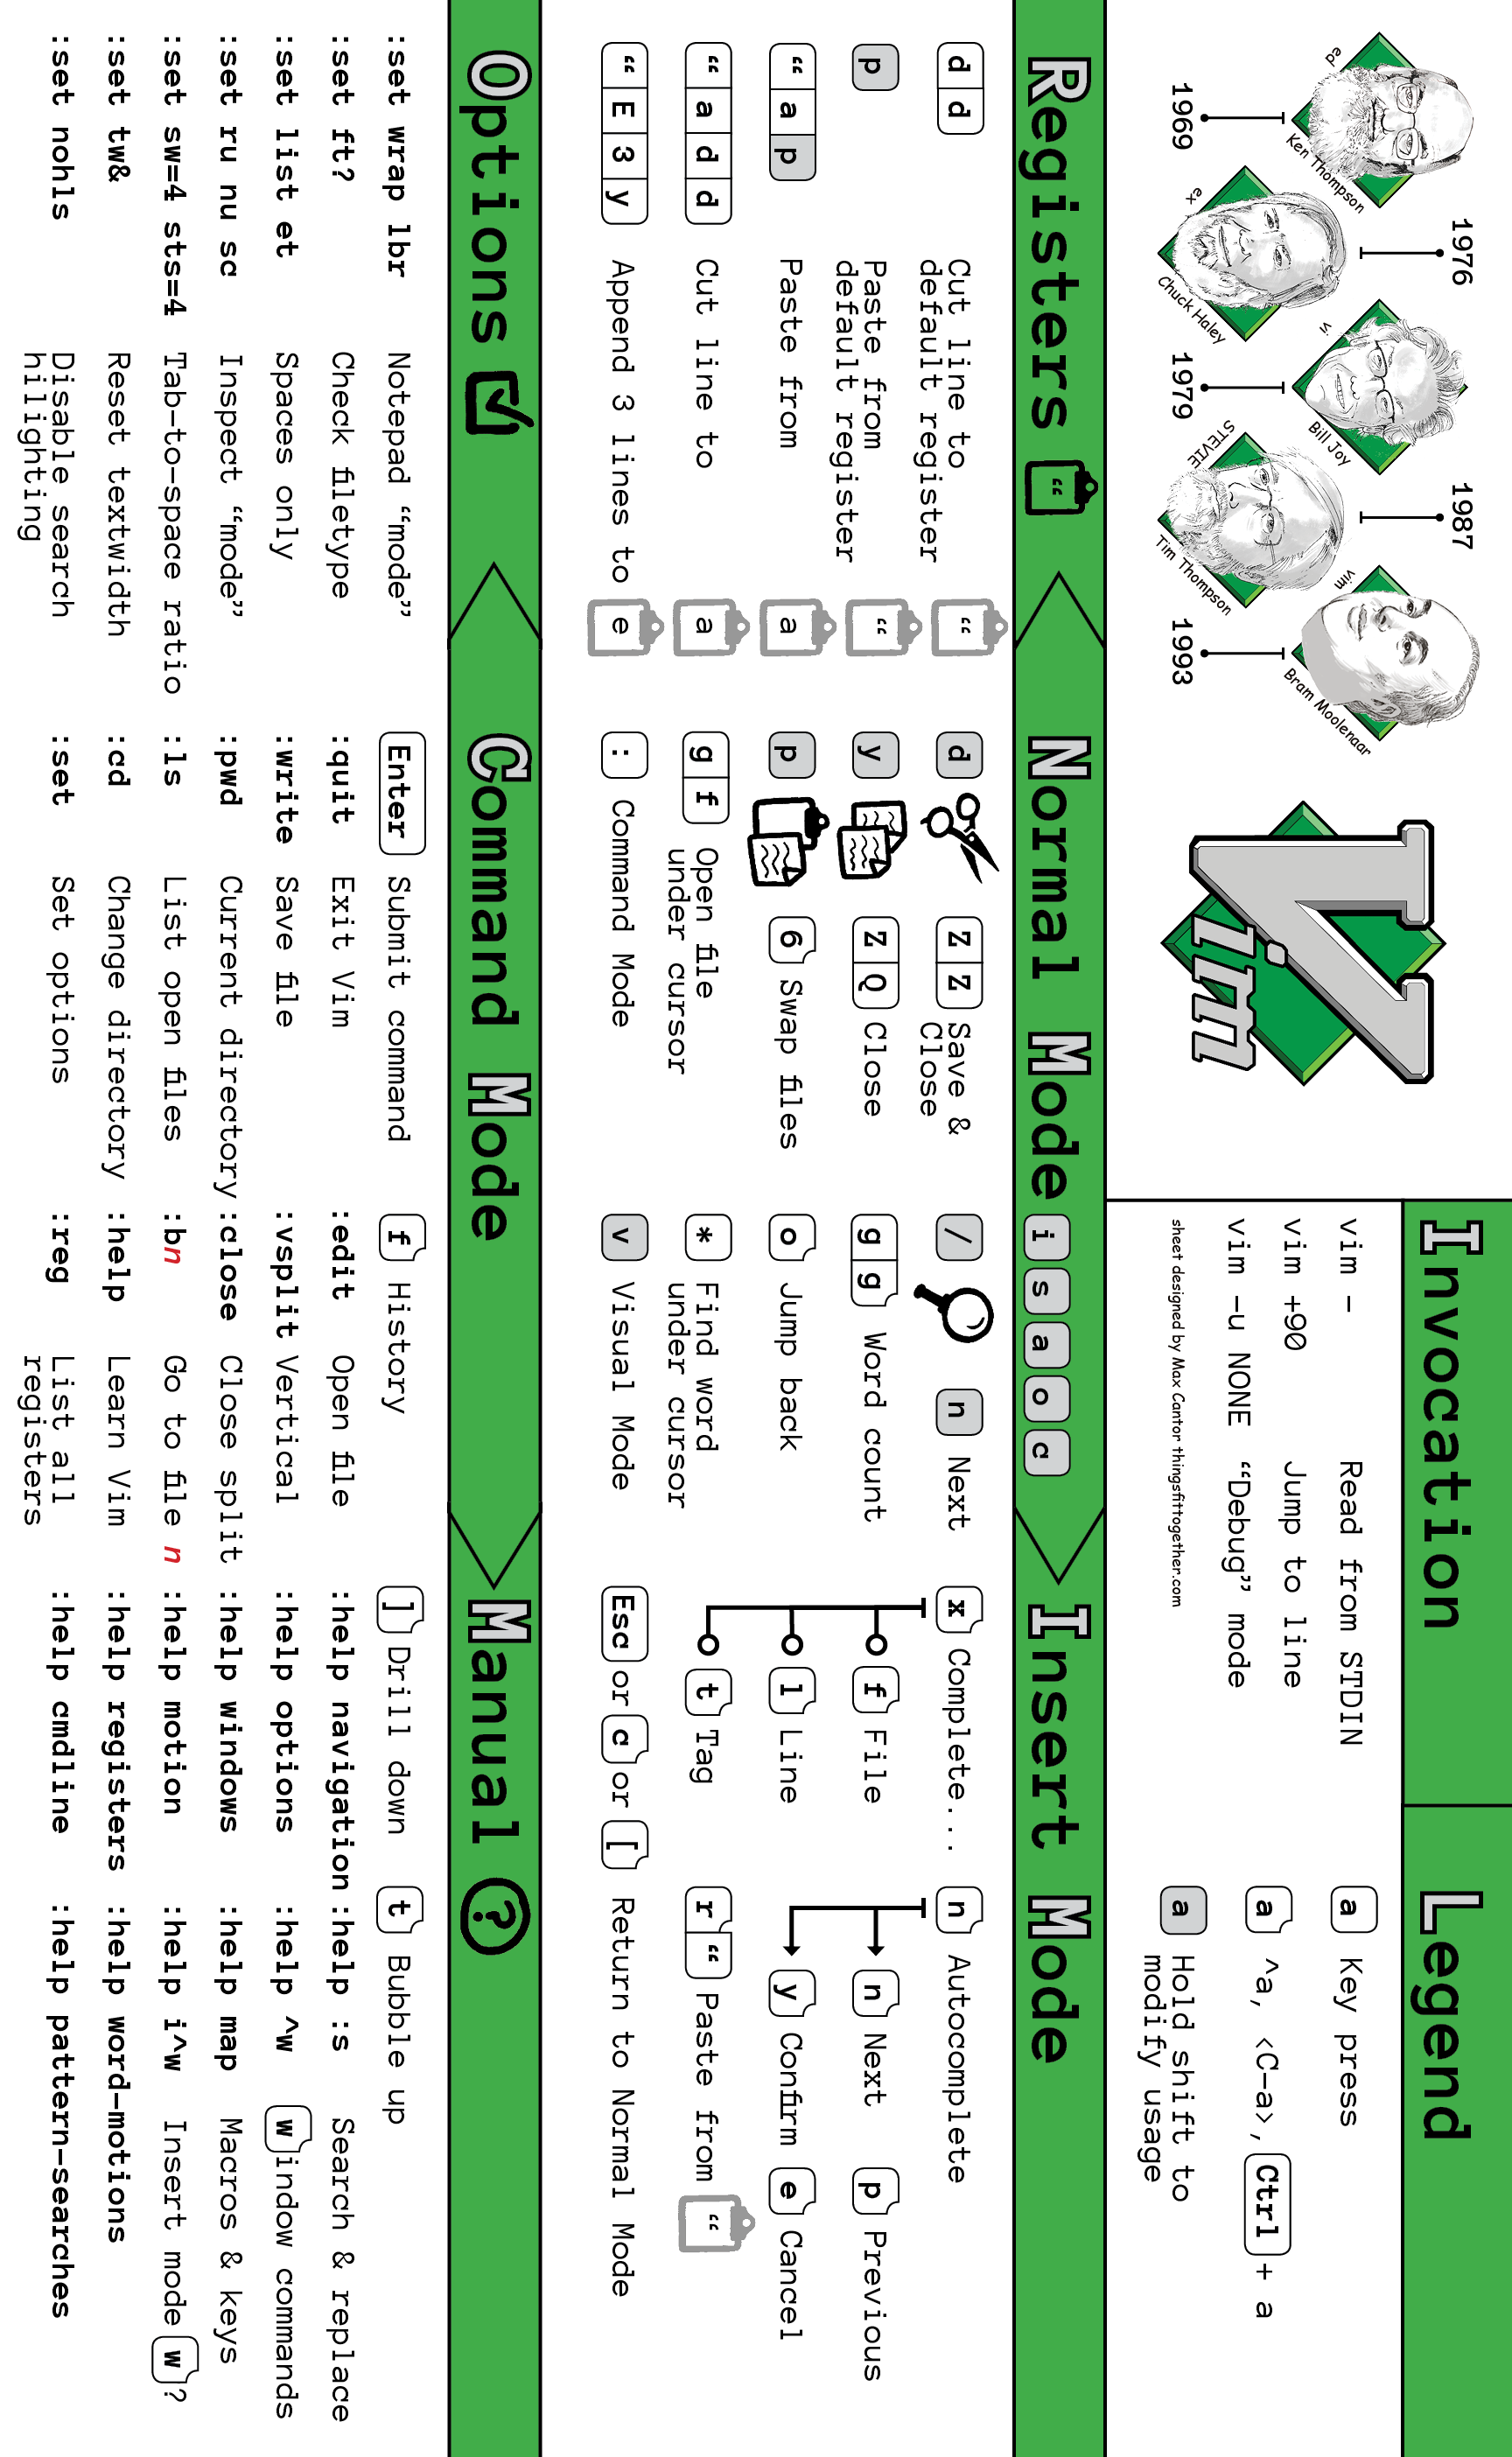 ed
Ken Thompson
1969
1976
ex
Chuck Haley
vi
Bill Joy
1979
1987
STEVIE
Tim Thompson
vim
Bram Moolenaar
1993
Vim
Invocation
vim - Read from STDIN
vim +90 Jump to line
vim -u NONE “Debug” mode
sheet designed by Max Cantor thingsfittogether.com
Legend
a Key press
a ^a, <C-a>, Ctrl + a
a Hold shift to
modify usage
Registers “
d d Cut line to
default register “
p Paste from
default register “
“ a p Paste from a
“ a d d Cut line to a
“ E 3 y Append 3 lines to e
Normal Mode i s a o c
d Z Z Save &
Close
y Z Q Close
p 6 Swap files
g f Open file
under cursor
: Command Mode
/ n Next
g g Word count
o Jump back
* Find word
under cursor
v Visual Mode
Insert Mode
x Complete...
f File
l Line
t Tag
n Autocomplete
n Next p Previous
y Confirm e Cancel
r “ Paste from “
Esc or c or [ Return to Normal Mode
Options
:set wrap lbr Notepad “mode”
:set ft? Check filetype
:set list et Spaces only
:set ru nu sc Inspect “mode”
:set sw=4 sts=4 Tab-to-space ratio
:set tw& Reset textwidth
:set nohls Disable search
hilighting
Command Mode
Enter Submit command
:quit Exit Vim
:write Save file
:pwd Current directory
:ls List open files
:cd Change directory
:set Set options
f History
:edit Open file
:vsplit Vertical
:close Close split
:bn Go to file n
:help Learn Vim
:reg List all
registers
Manual ?
] Drill down t Bubble up
:help navigation :help :s Search & replace
:help options :help ^w w indow commands
:help windows :help map Macros & keys
:help motion :help i^w Insert mode w ?
:help registers :help word-motions
:help cmdline :help pattern-searches